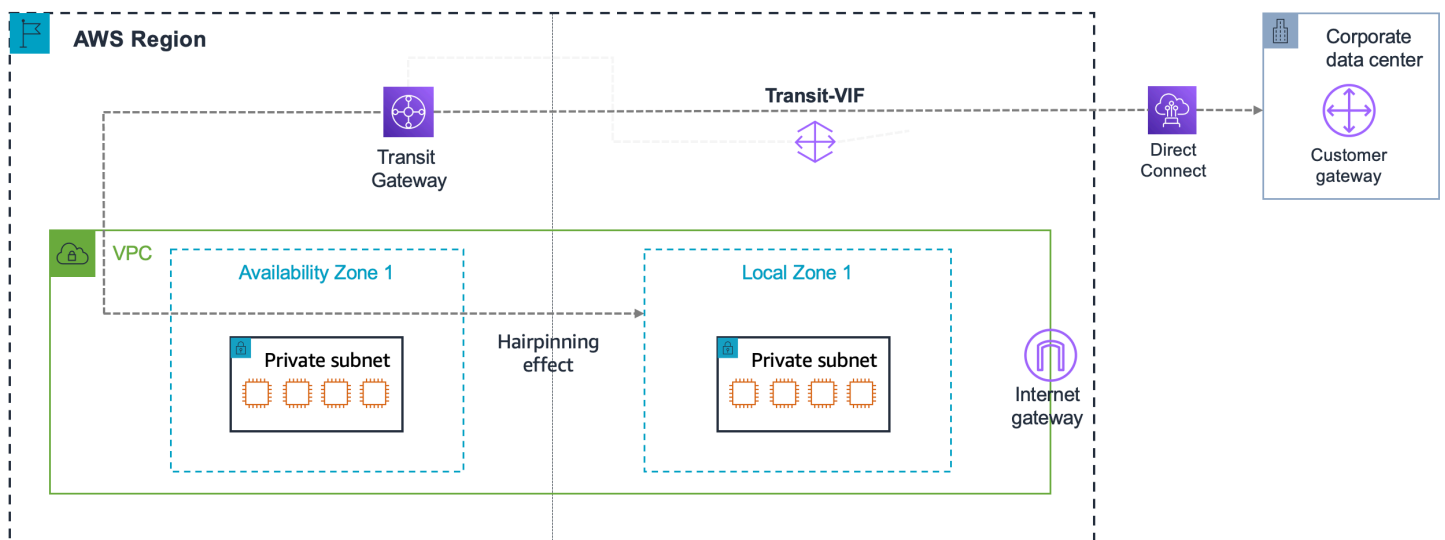 AWS Region
Corporate
data center
Transit-VIF
Transit
Gateway
Direct
Connect
Customer
gateway
VPC
Availability Zone 1
Local Zone 1
Hairpinning
effect
Private subnet
Private subnet
Internet
gateway